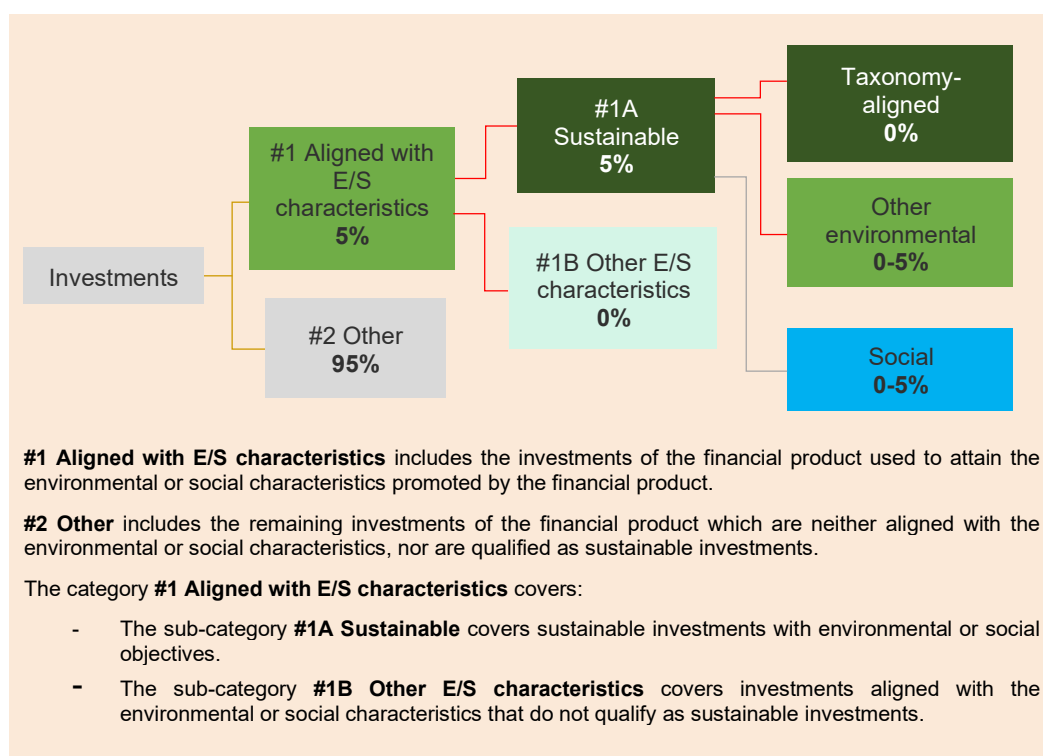 Investments
#1 Aligned with
E/S
characteristics
5%
#2 Other
95%
#1A
Sustainable
5%
#1B Other E/S
characteristics
0%
Taxonomy-
aligned
0%
Other
environmental
0-5%
Social
0-5%
#1 Aligned with E/S characteristics includes the investments of the financial product used to attain the
environmental or social characteristics promoted by the financial product.
#2 Other includes the remaining investments of the financial product which are neither aligned with the
environmental or social characteristics, nor are qualified as sustainable investments.
The category #1 Aligned with E/S characteristics covers:
- The sub-category #1A Sustainable covers sustainable investments with environmental or social
objectives.
- The sub-category #1B Other E/S characteristics covers investments aligned with the
environmental or social characteristics that do not qualify as sustainable investments.